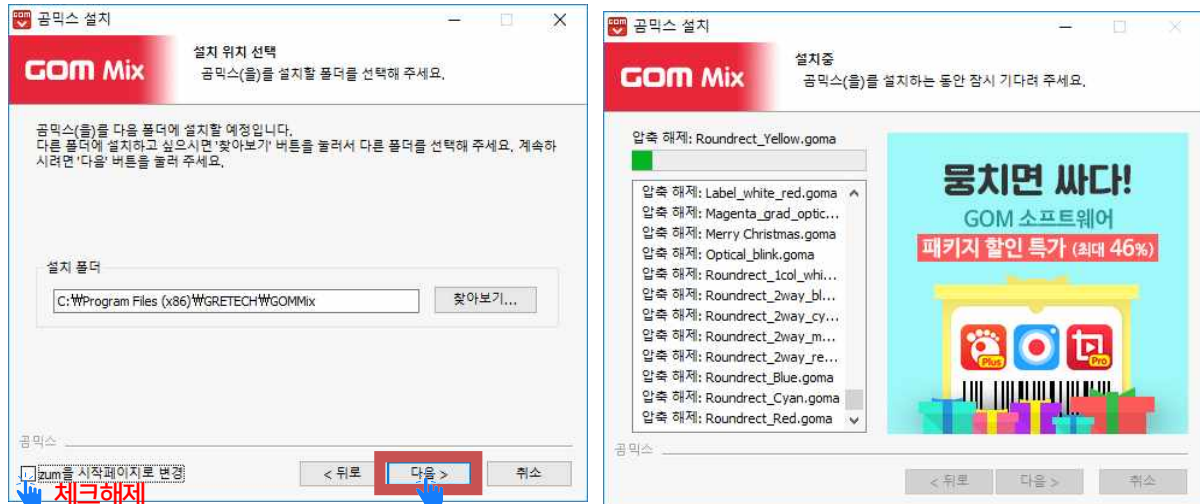 곰믹스 설치
GOM Mix
설치 위치 선택
곰믹스(을)를 설치할 폴더를 선택해 주세요.
곰믹스(을)를 다음 폴더에 설치할 예정입니다.
다른 폴더에 설치하고 싶으시면 '찾아보기' 버튼을 눌러서 다른 폴더를 선택해 주세요. 계속하
시려면 '다음' 버튼을 눌러 주세요.
설치 폴더
C:₩Program Files (x86)₩GRETECH₩GOMMix
찾아보기...
곰믹스
zum을 시작페이지로 변경
< 뒤로
다음 >
취소
체크해제
곰믹스 설치
GOM Mix
설치중
곰믹스(을)를 설치하는 동안 잠시 기다려 주세요.
압축 해제: Roundrect_Yellow.goma
압축 해제: Label_white_red.goma
압축 해제: Magenta_grad_optic...
압축 해제: Merry Christmas.goma
압축 해제: Optical_blink.goma
압축 해제: Roundrect_1col_whi...
압축 해제: Roundrect_2way_bl...
압축 해제: Roundrect_2way_cy...
압축 해제: Roundrect_2way_m...
압축 해제: Roundrect_2way_re...
압축 해제: Roundrect_Blue.goma
압축 해제: Roundrect_Cyan.goma
압축 해제: Roundrect_Red.goma
뭉치면 싸다!
GOM 소프트웨어
패키지 할인 특가 (최대 46%)
Plus
Pro
곰믹스
< 뒤로
다음 >
취소